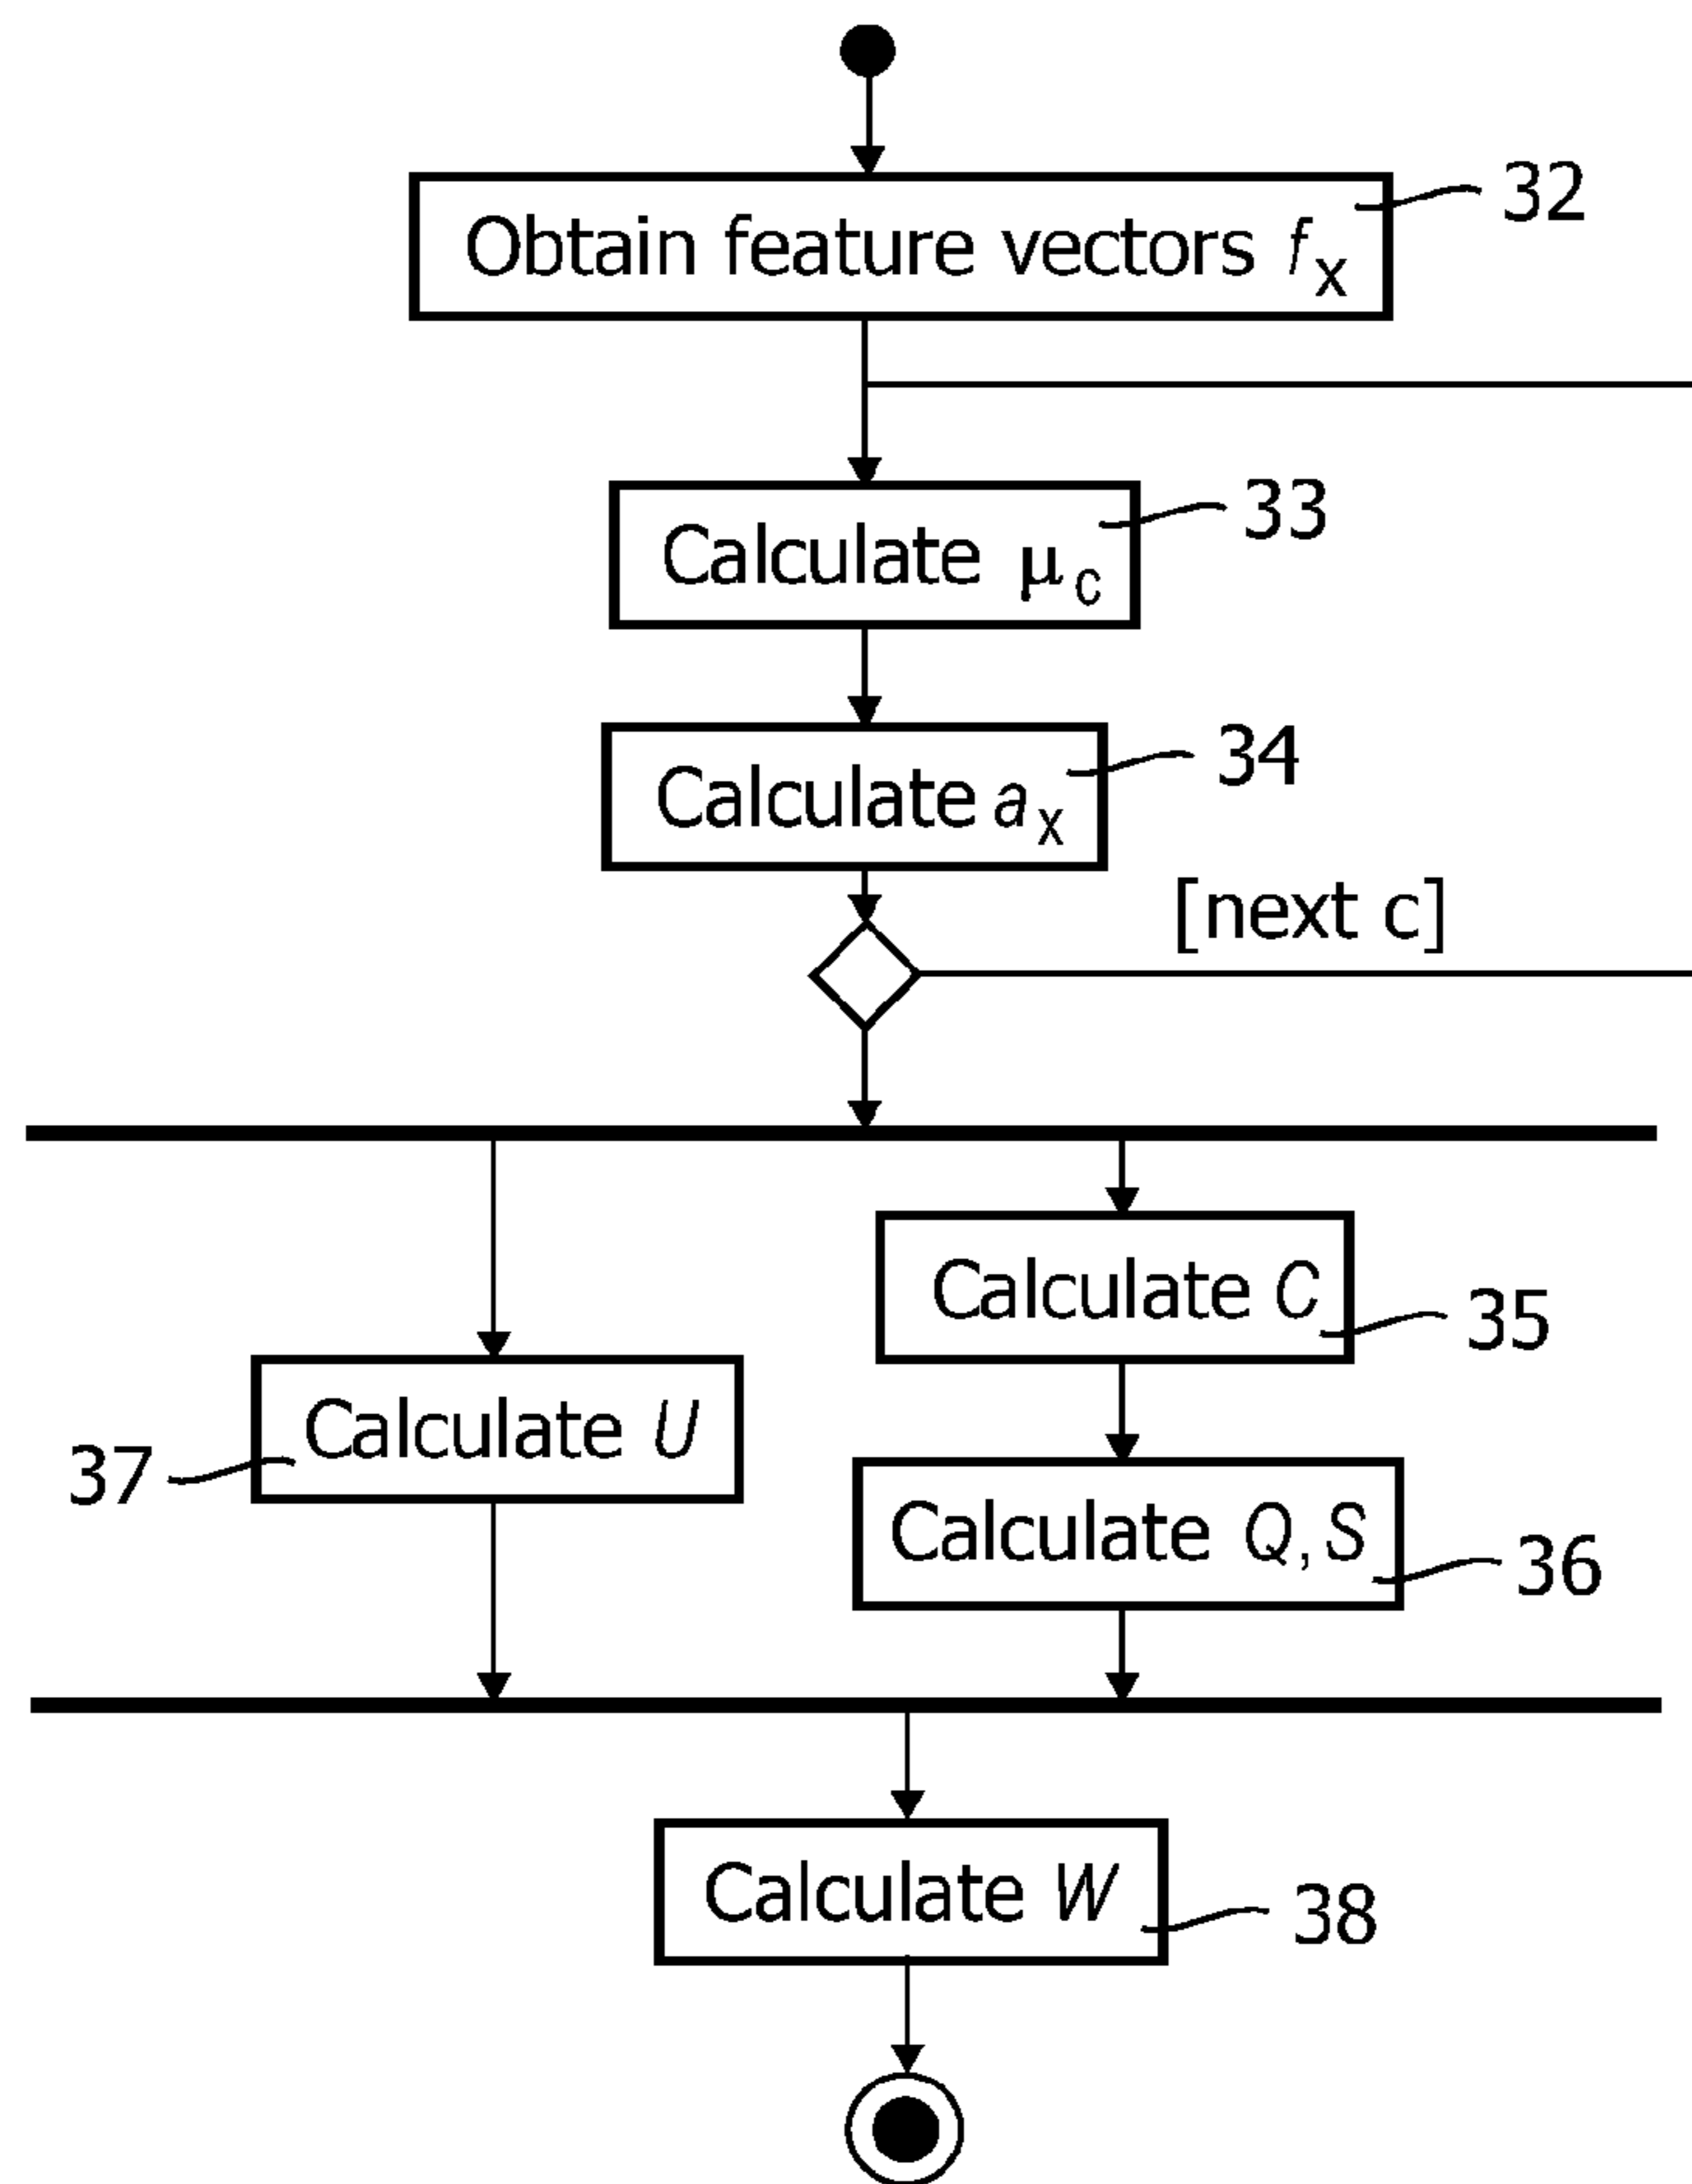 Obtain feature vectors fx
32
Calculate μc
33
Calculate ax
34
[next c]
Calculate C
35
Calculate U
37
Calculate Q, S
36
Calculate W
38